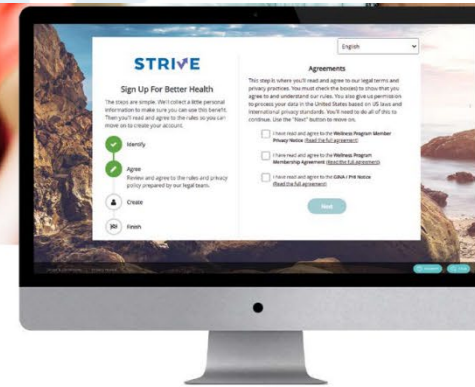 English
STRIVE
Sign Up For Better Health
The steps are simple. We'll collect a little personal
information to make sure you can use this benefit.
Then you'll read and agree to the rules so you can
move on to create your account.
Identify
Agree
Review and agree to the rules and privacy
policy prepared by our legal team.
Create
Finish
Agreements
This step is where you'll read and agree to our legal terms and
privacy practices. You must check the box(es) to show that you
agree to and understand our rules. You also give us permission
to process your data in the United States based on US laws and
international privacy standards. You'll need to do all of this to
continue. Use the "Next" button to move on.
I have read and agree to the Wellness Program Member
Privacy Notice (Read the full agreement)
I have read and agree to the Wellness Program
Membership Agreement (Read the full agreement)
I have read and agree to the GINA / PHI Notice
(Read the full agreement)
Next